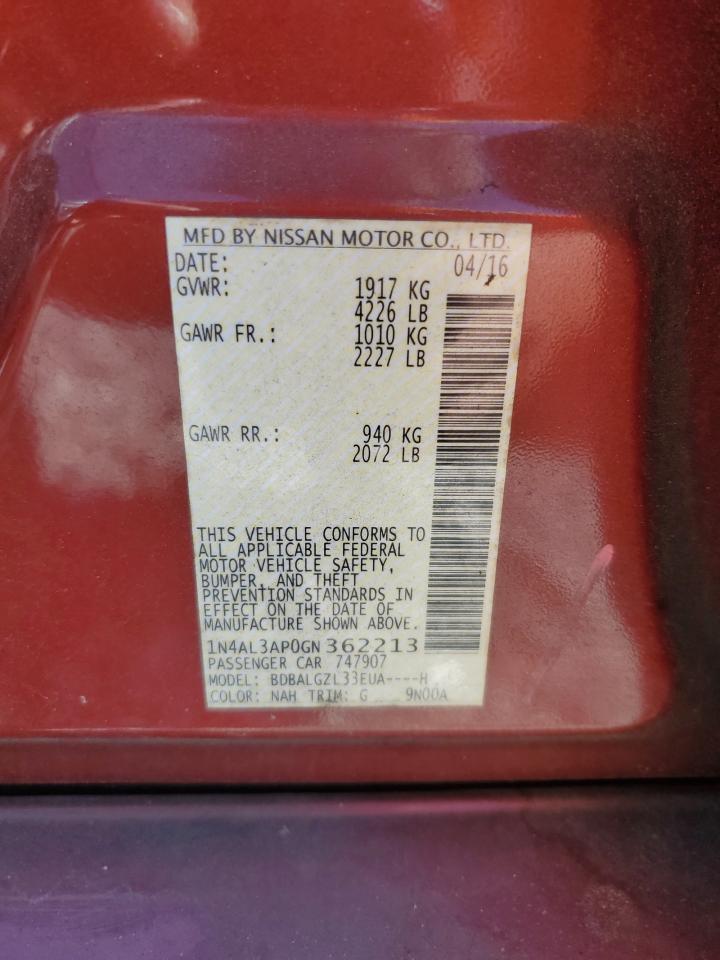 MFD BY NISSAN MOTOR CO., LTD.
DATE: 04/16
GVWR: 1917 KG
4226 LB
GAWR FR.: 1010 KG
2227 LB
GAWR RR.: 940 KG
2072 LB
THIS VEHICLE CONFORMS TO
ALL APPLICABLE FEDERAL
MOTOR VEHICLE SAFETY,
BUMPER, AND THEFT
PREVENTION STANDARDS IN
EFFECT ON THE DATE OF
MANUFACTURE SHOWN ABOVE.
1N4AL3AP0GN362213
PASSENGER CAR 747907
MODEL: BDBALGZL33EUA----H
COLOR: NAH TRIM: G 9N00A